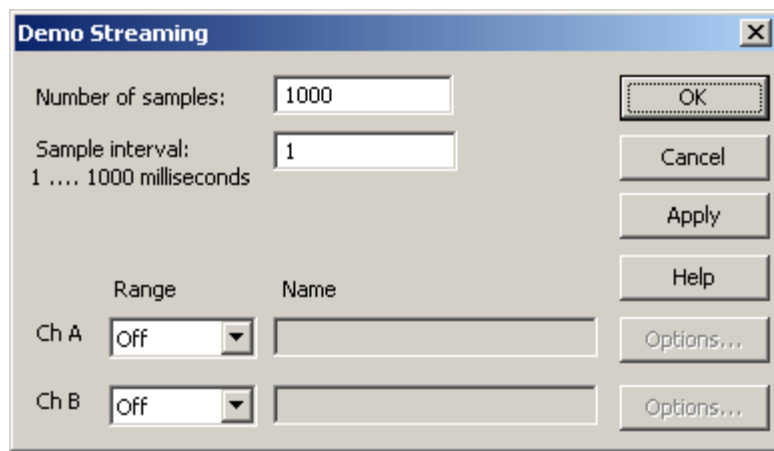 Demo Streaming
Number of samples: 1000 OK
Sample interval: 1
1 .... 1000 milliseconds
Cancel
Apply
Help
Range Name
Ch A Off Options...
Ch B Off Options...